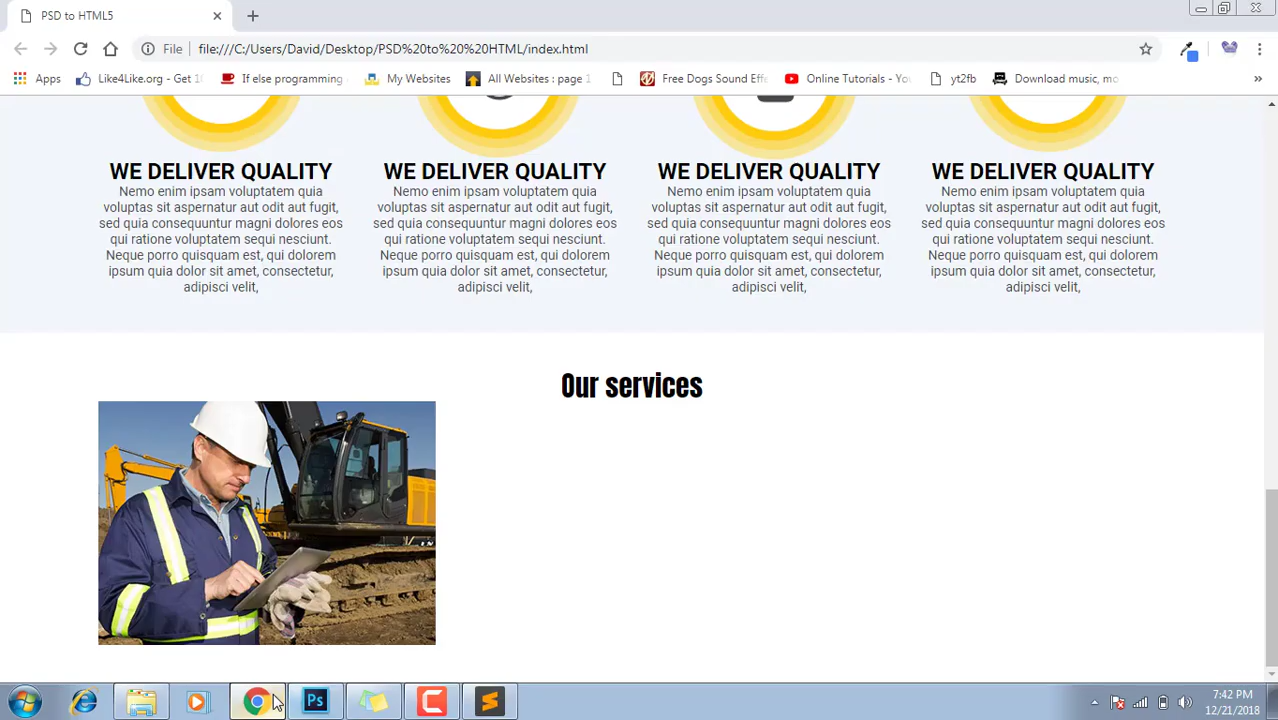 PSD to HTML5
File
file:///C:/Users/David/Desktop/PSD%20to%20%20HTML/index.html
Apps
Like4Like.org - Get 1
If else programming
My Websites
All Websites : page 1
Free Dogs Sound Eff
Online Tutorials - Yo
yt2fb
Download music, mo
»
WE DELIVER QUALITY WE DELIVER QUALITY WE DELIVER QUALITY WE DELIVER QUALITY
Nemo enim ipsam voluptatem quia Nemo enim ipsam voluptatem quia Nemo enim ipsam voluptatem quia Nemo enim ipsam voluptatem quia
voluptas sit aspernatur aut odit aut fugit, voluptas sit aspernatur aut odit aut fugit, voluptas sit aspernatur aut odit aut fugit, voluptas sit aspernatur aut odit aut fugit,
sed quia consequuntur magni dolores eos sed quia consequuntur magni dolores eos sed quia consequuntur magni dolores eos sed quia consequuntur magni dolores eos
qui ratione voluptatem sequi nesciunt. qui ratione voluptatem sequi nesciunt. qui ratione voluptatem sequi nesciunt. qui ratione voluptatem sequi nesciunt.
Neque porro quisquam est, qui dolorem Neque porro quisquam est, qui dolorem Neque porro quisquam est, qui dolorem Neque porro quisquam est, qui dolorem
ipsum quia dolor sit amet, consectetur, ipsum quia dolor sit amet, consectetur, ipsum quia dolor sit amet, consectetur, ipsum quia dolor sit amet, consectetur,
adipisci velit, adipisci velit, adipisci velit, adipisci velit,
Our services
Ps
7:42 PM
12/21/2018